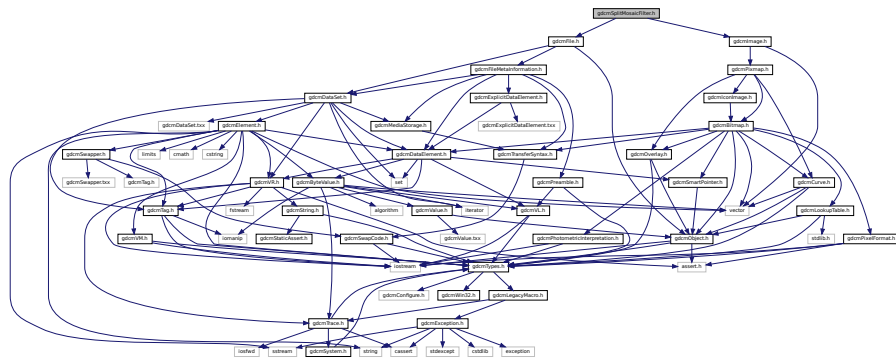 gdcmSplitMosaicFilter.h
gdcmFile.h
gdcmImage.h
gdcmFileMetaInformation.h
gdcmPixmap.h
gdcmDataSet.h
gdcmExplicitDataElement.h
gdcmIconImage.h
gdcmDataSet.txx
gdcmElement.h
gdcmMediaStorage.h
gdcmExplicitDataElement.txx
gdcmBitmap.h
gdcmSwapper.h
limits
cmath
cstring
gdcmDataElement.h
gdcmTransferSyntax.h
gdcmOverlay.h
gdcmSwapper.txx
gdcmTag.h
gdcmVR.h
gdcmByteValue.h
set
gdcmPreamble.h
gdcmSmartPointer.h
gdcmCurve.h
gdcmTag.h
fstream
gdcmString.h
algorithm
gdcmValue.h
iterator
gdcmVL.h
vector
gdcmLookupTable.h
gdcmVM.h
iomanip
gdcmStaticAssert.h
gdcmSwapCode.h
gdcmValue.txx
gdcmPhotometricInterpretation.h
gdcmObject.h
stdlib.h
gdcmPixelFormat.h
iostream
gdcmTypes.h
assert.h
gdcmConfigure.h
gdcmWin32.h
gdcmLegacyMacro.h
gdcmTrace.h
gdcmException.h
iosfwd
sstream
gdcmSystem.h
string
cassert
stdexcept
cstdlib
exception